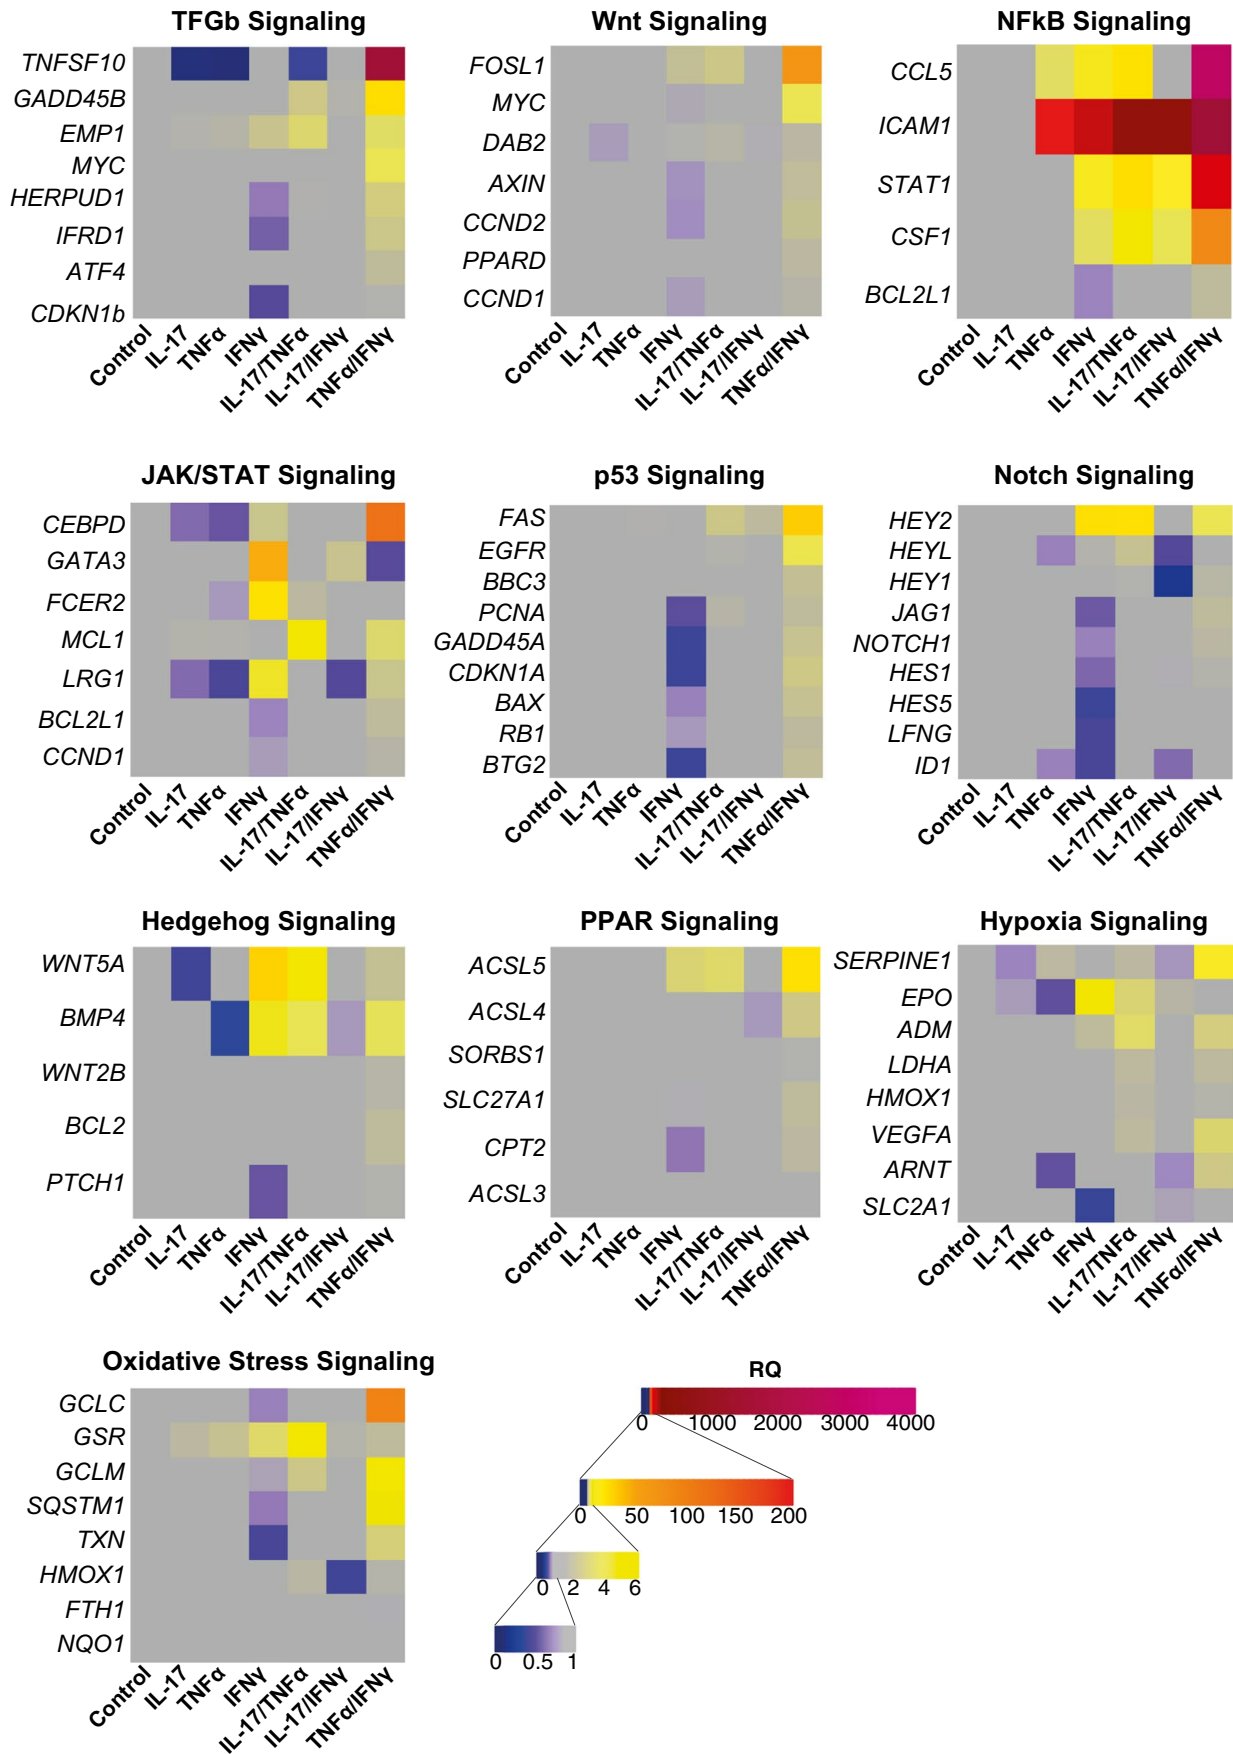 TFGb Signaling
TNFSF10
GADD45B
EMP1
MYC
HERPUD1
IFRD1
ATF4
CDKN1b
Control
IL-17
TNFα
IFNγ
IL-17/TNFα
IL-17/IFNγ
TNFα/IFNγ
Wnt Signaling
FOSL1
MYC
DAB2
AXIN
CCND2
PPARD
CCND1
Control
IL-17
TNFα
IFNγ
IL-17/TNFα
IL-17/IFNγ
TNFα/IFNγ
NFkB Signaling
CCL5
ICAM1
STAT1
CSF1
BCL2L1
Control
IL-17
TNFα
IFNγ
IL-17/TNFα
IL-17/IFNγ
TNFα/IFNγ
JAK/STAT Signaling
CEBPD
GATA3
FCER2
MCL1
LRG1
BCL2L1
CCND1
Control
IL-17
TNFα
IFNγ
IL-17/TNFα
IL-17/IFNγ
TNFα/IFNγ
p53 Signaling
FAS
EGFR
BBC3
PCNA
GADD45A
CDKN1A
BAX
RB1
BTG2
Control
IL-17
TNFα
IFNγ
IL-17/TNFα
IL-17/IFNγ
TNFα/IFNγ
Notch Signaling
HEY2
HEYL
HEY1
JAG1
NOTCH1
HES1
HES5
LFNG
ID1
Control
IL-17
TNFα
IFNγ
IL-17/TNFα
IL-17/IFNγ
TNFα/IFNγ
Hedgehog Signaling
WNT5A
BMP4
WNT2B
BCL2
PTCH1
Control
IL-17
TNFα
IFNγ
IL-17/TNFα
IL-17/IFNγ
TNFα/IFNγ
PPAR Signaling
ACSL5
ACSL4
SORBS1
SLC27A1
CPT2
ACSL3
Control
IL-17
TNFα
IFNγ
IL-17/TNFα
IL-17/IFNγ
TNFα/IFNγ
Hypoxia Signaling
SERPINE1
EPO
ADM
LDHA
HMOX1
VEGFA
ARNT
SLC2A1
Control
IL-17
TNFα
IFNγ
IL-17/TNFα
IL-17/IFNγ
TNFα/IFNγ
Oxidative Stress Signaling
GCLC
GSR
GCLM
SQSTM1
TXN
HMOX1
FTH1
NQO1
Control
IL-17
TNFα
IFNγ
IL-17/TNFα
IL-17/IFNγ
TNFα/IFNγ
RQ
0 1000 2000 3000 4000
0 50 100 150 200
0 2 4 6
0 0.5 1